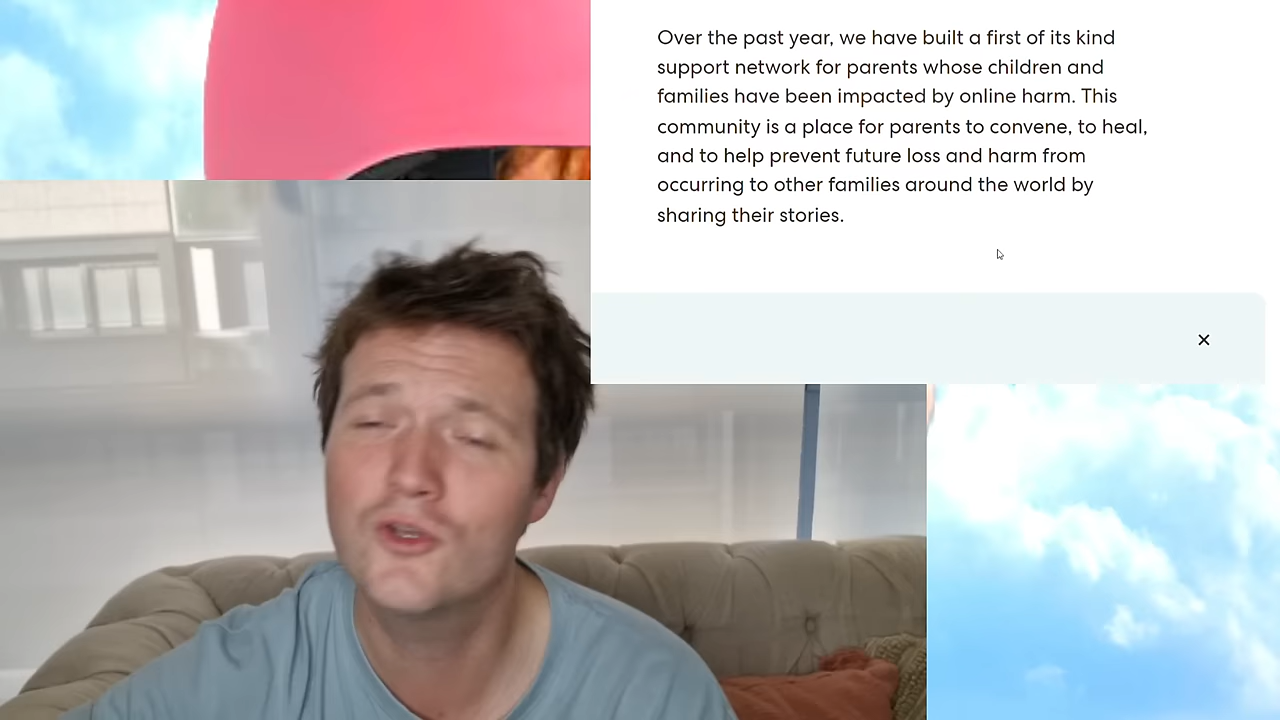 Over the past year, we have built a first of its kind
support network for parents whose children and
families have been impacted by online harm. This
community is a place for parents to convene, to heal,
and to help prevent future loss and harm from
occurring to other families around the world by
sharing their stories.